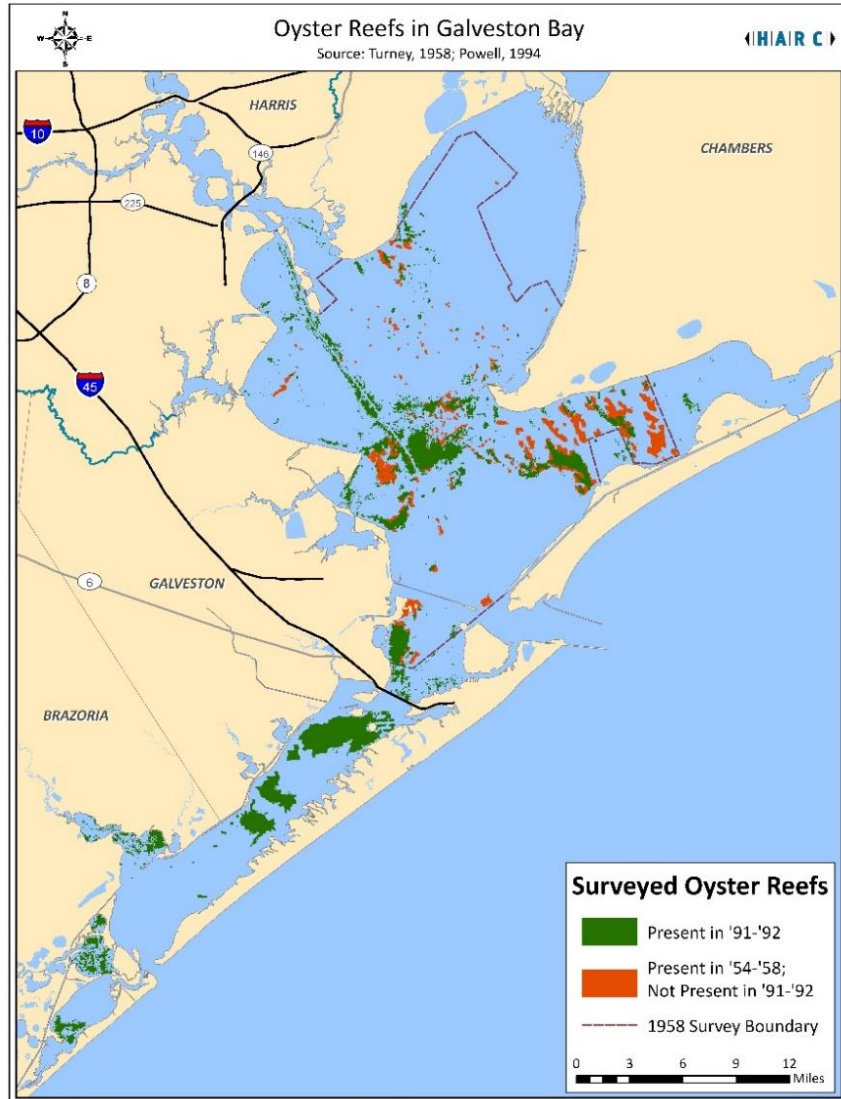 N
W E
S
Oyster Reefs in Galveston Bay
Source: Turney, 1958; Powell, 1994
HARC
HARRIS
10
146
CHAMBERS
225
8
45
6
GALVESTON
BRAZORIA
Surveyed Oyster Reefs
Present in '91-'92
Present in '54-'58;
Not Present in '91-'92
1958 Survey Boundary
0 3 6 9 12
Miles